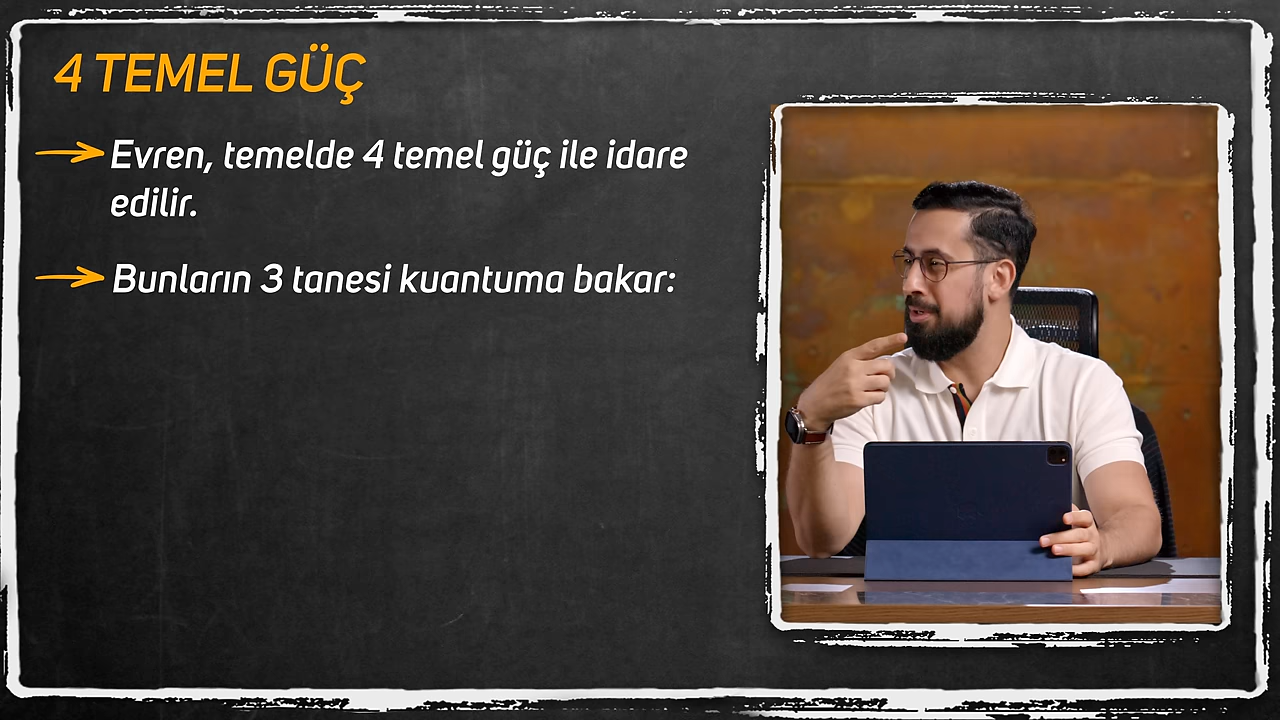 4 TEMEL GÜÇ
Evren, temelde 4 temel güç ile idare
edilir.
Bunların 3 tanesi kuantuma bakar: